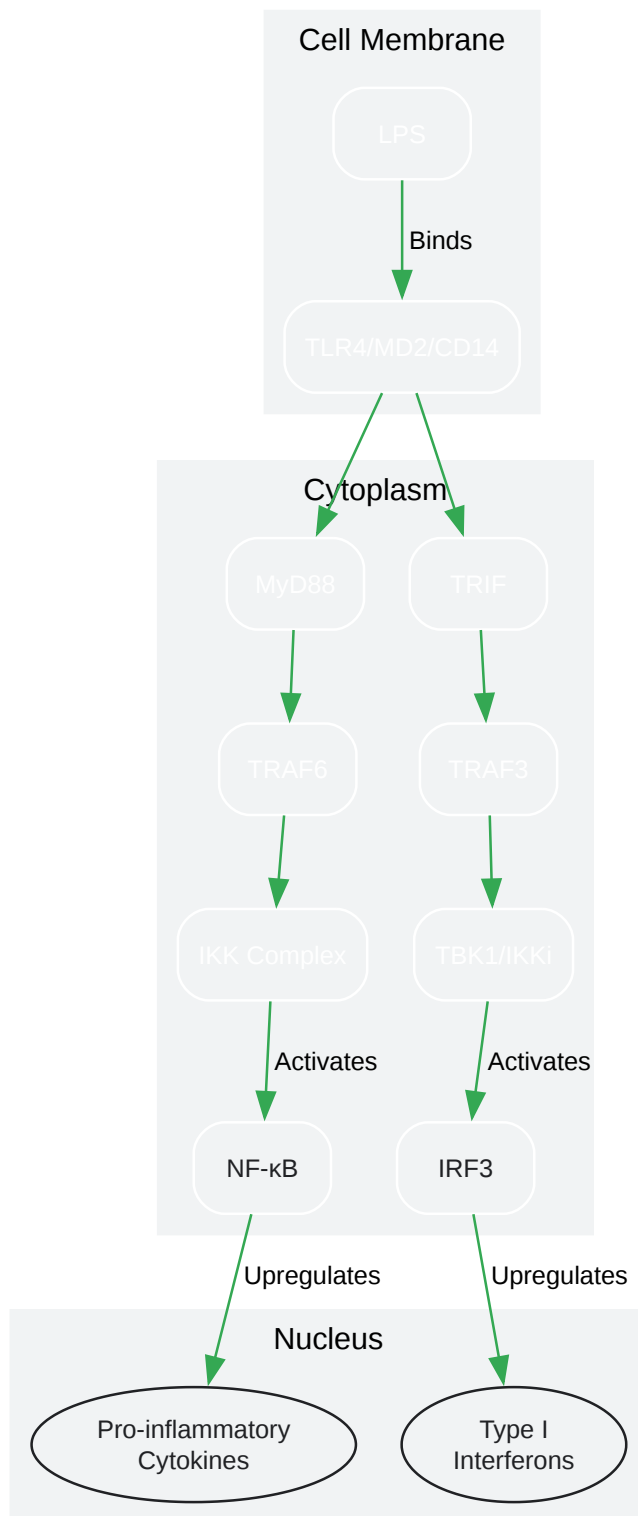 Cell Membrane
LPS
Binds
TLR4/MD2/CD14
Cytoplasm
MyD88
TRIF
TRAF6
TRAF3
IKK Complex
TBK1/IKKi
Activates
Activates
NF-κB
IRF3
Upregulates
Upregulates
Nucleus
Pro-inflammatory
Cytokines
Type I
Interferons